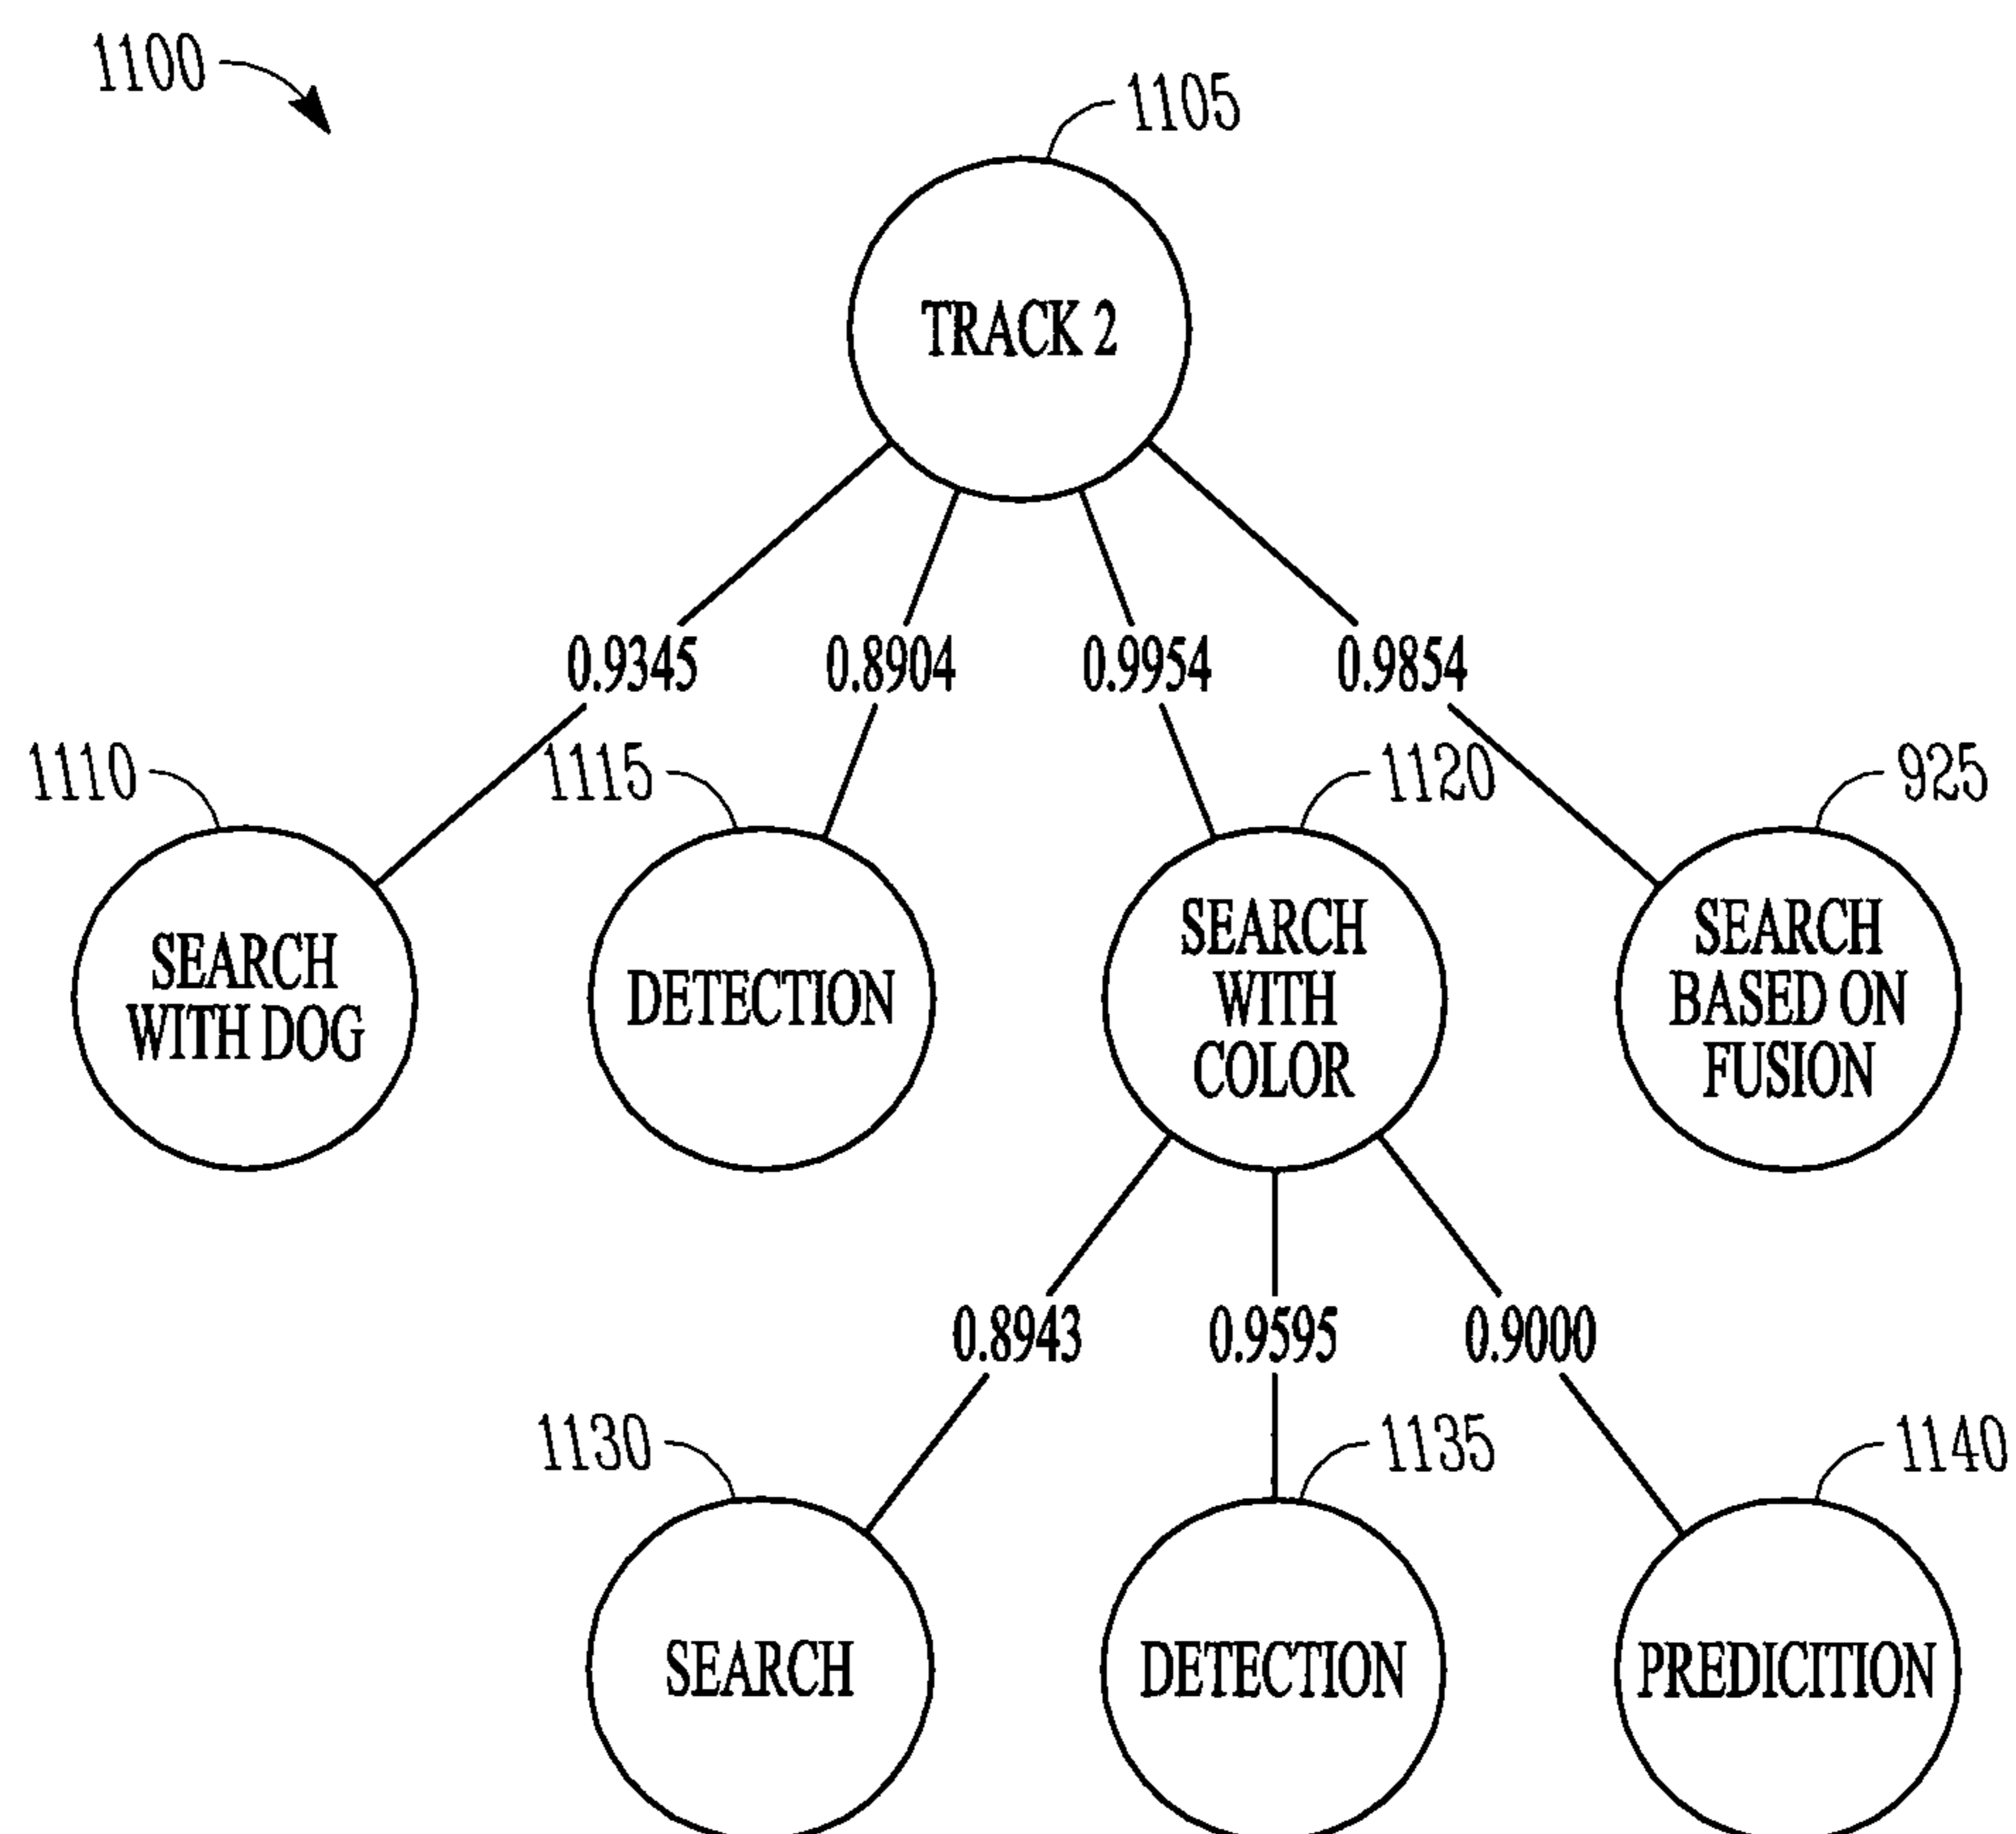 1100
1105
TRACK 2
0.9345
0.8904
0.9954
0.9854
1110
1115
1120
925
SEARCH
WITH DOG
DETECTION
SEARCH
WITH
COLOR
SEARCH
BASED ON
FUSION
0.8943
0.9595
0.9000
1130
1135
1140
SEARCH
DETECTION
PREDICITION